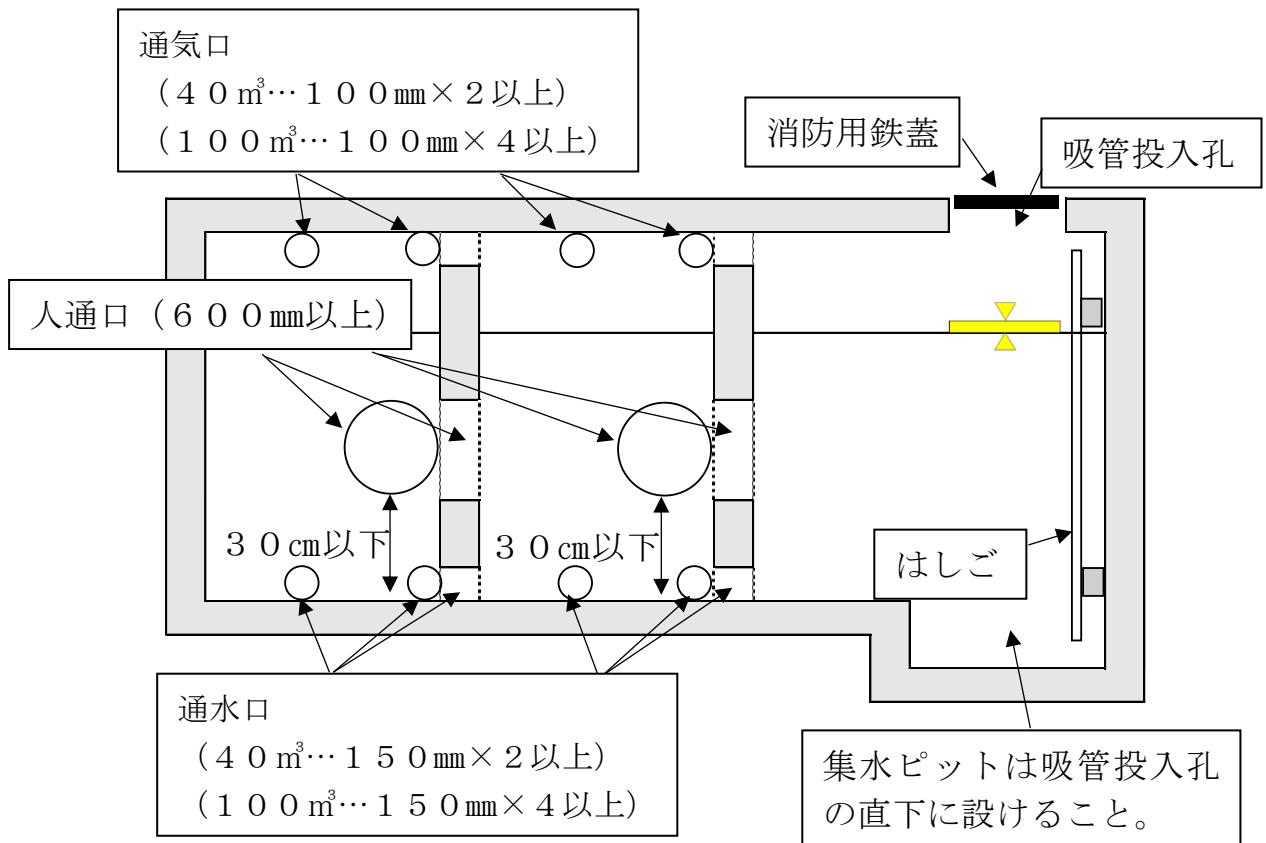 通気口
（４０㎥…１００㎜×２以上）
（１００㎥…１００㎜×４以上）
消防用鉄蓋
吸管投入孔
人通口（６００㎜以上）
３０㎝以下
３０㎝以下
はしご
通水口
（４０㎥…１５０㎜×２以上）
（１００㎥…１５０㎜×４以上）
集水ピットは吸管投入孔
の直下に設けること。